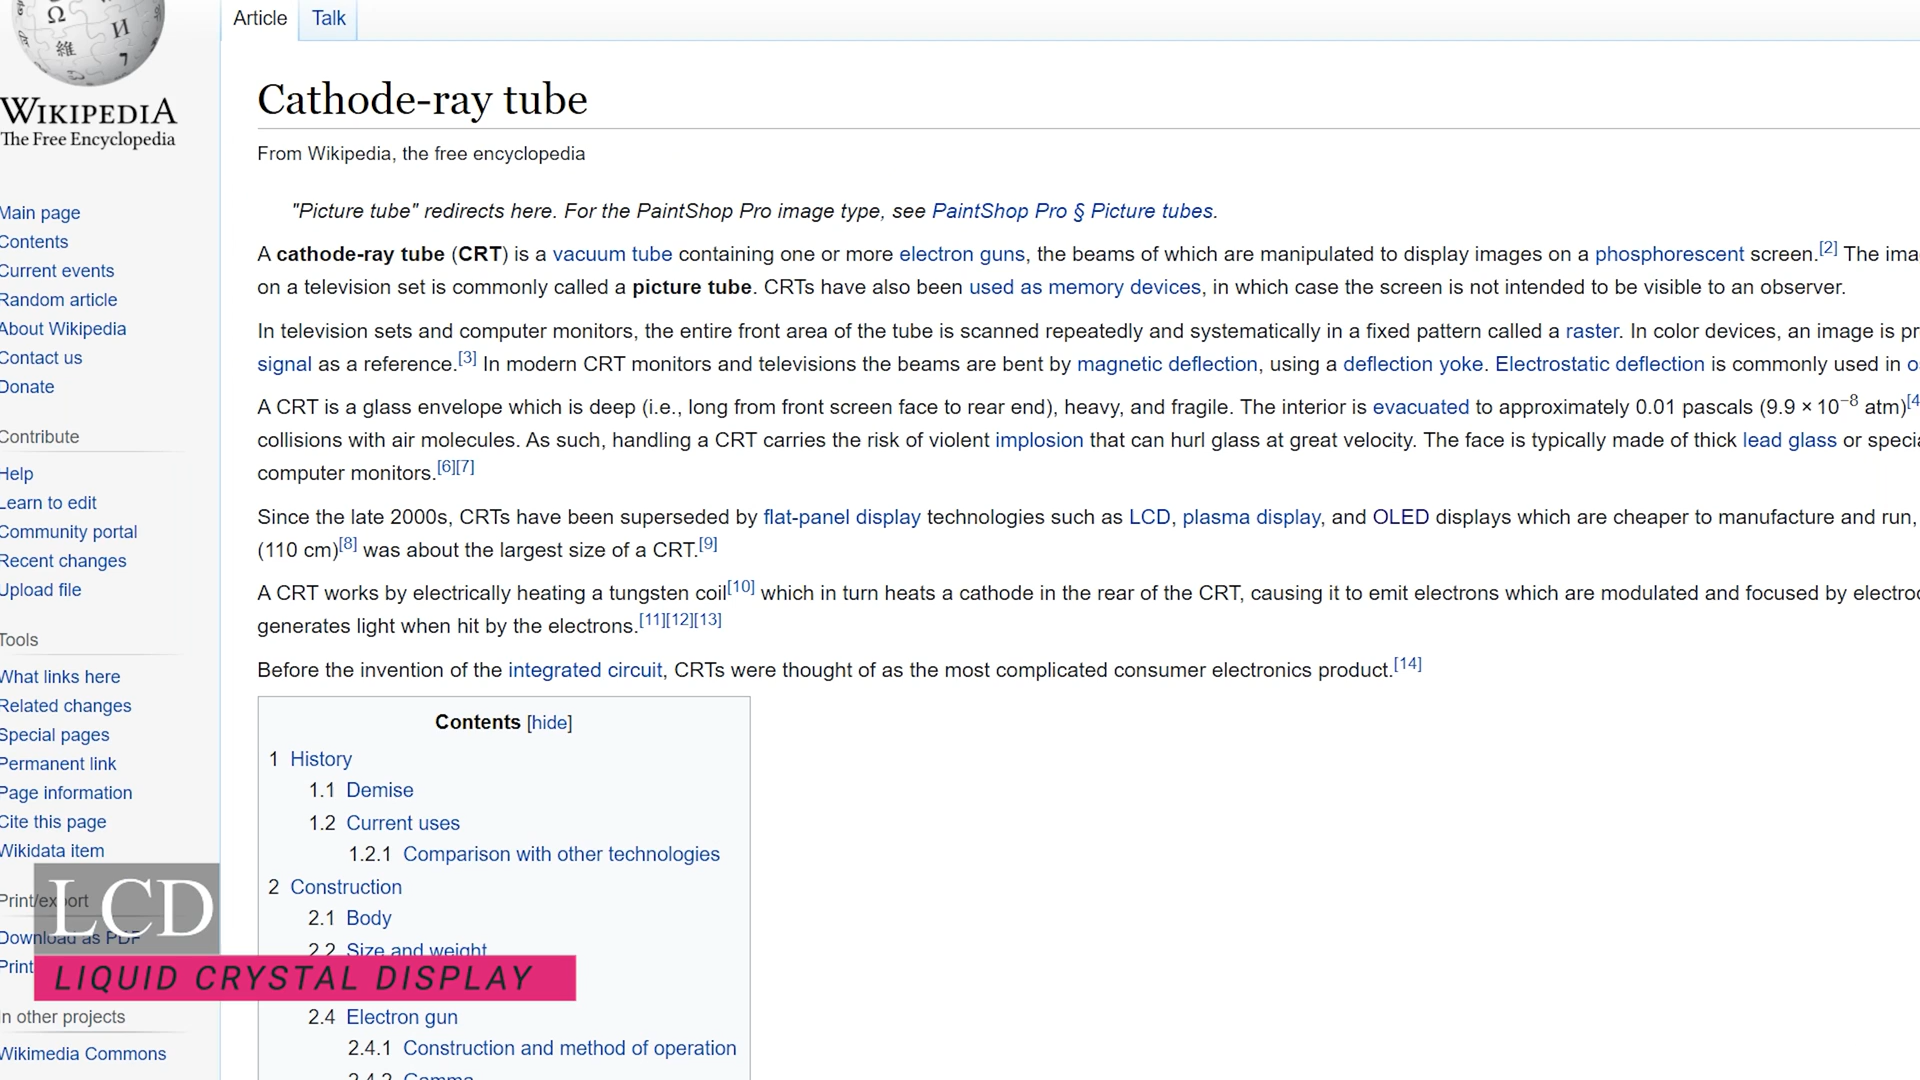 Ω
И
維
7
WIKIPEDIA
The Free Encyclopedia
Main page
Contents
Current events
Random article
About Wikipedia
Contact us
Donate
Contribute
Help
Learn to edit
Community portal
Recent changes
Upload file
Tools
What links here
Related changes
Special pages
Permanent link
Page information
Cite this page
Wikidata item
Print/export
Download as PDF
Print
In other projects
Wikimedia Commons
Article Talk
Cathode-ray tube
From Wikipedia, the free encyclopedia
"Picture tube" redirects here. For the PaintShop Pro image type, see PaintShop Pro § Picture tubes.
A cathode-ray tube (CRT) is a vacuum tube containing one or more electron guns, the beams of which are manipulated to display images on a phosphorescent screen.[2] The
on a television set is commonly called a picture tube. CRTs have also been used as memory devices, in which case the screen is not intended to be visible to an observer.
In television sets and computer monitors, the entire front area of the tube is scanned repeatedly and systematically in a fixed pattern called a raster. In color devices, an image is
signal as a reference.[3] In modern CRT monitors and televisions the beams are bent by magnetic deflection, using a deflection yoke. Electrostatic deflection is commonly used in
A CRT is a glass envelope which is deep (i.e., long from front screen face to rear end), heavy, and fragile. The interior is evacuated to approximately 0.01 pascals (9.9 × 10−8 atm)[4
collisions with air molecules. As such, handling a CRT carries the risk of violent implosion that can hurl glass at great velocity. The face is typically made of thick lead glass or
computer monitors.[6][7]
Since the late 2000s, CRTs have been superseded by flat-panel display technologies such as LCD, plasma display, and OLED displays which are cheaper to manufacture and run,
(110 cm)[8] was about the largest size of a CRT.[9]
A CRT works by electrically heating a tungsten coil[10] which in turn heats a cathode in the rear of the CRT, causing it to emit electrons which are modulated and focused by
generates light when hit by the electrons.[11][12][13]
Before the invention of the integrated circuit, CRTs were thought of as the most complicated consumer electronics product.[14]
Contents [hide]
1 History
1.1 Demise
1.2 Current uses
1.2.1 Comparison with other technologies
2 Construction
2.1 Body
2.2 Size and weight
2.4 Electron gun
2.4.1 Construction and method of operation
2.4.2 Gamma
LCD
LIQUID CRYSTAL DISPLAY